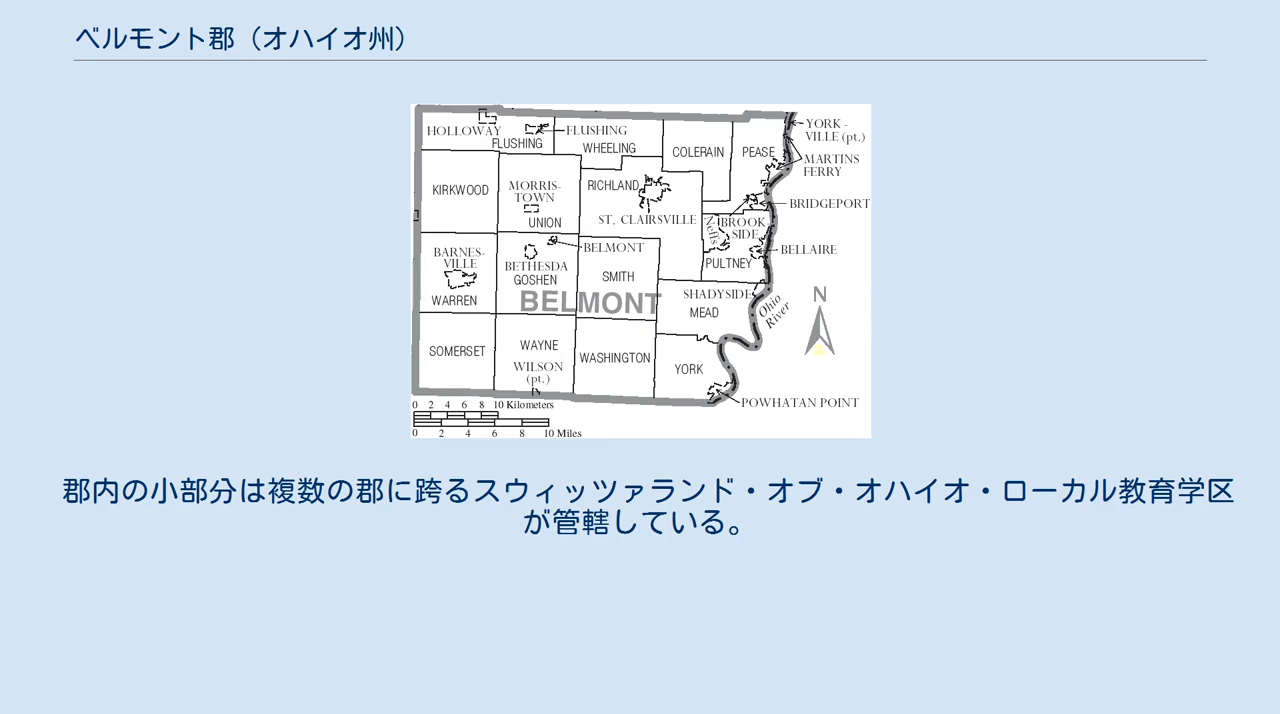 ベルモント郡（オハイオ州）
YORK-
VILLE (pt.)
HOLLOWAY
FLUSHING
FLUSHING
WHEELING
COLERAIN
PEASE
MARTINS
FERRY
KIRKWOOD
MORRIS-
TOWN
UNION
RICHLAND
ST. CLAIRSVILLE
BRIDGEPORT
Neffs
BROOK-
SIDE
BARNES-
VILLE
WARREN
BELMONT
BETHESDA
GOSHEN
SMITH
PULTNEY
BELLAIRE
BELMONT
SHADYSIDE
MEAD
Ohio
River
N
SOMERSET
WAYNE
WILSON
(pt.)
WASHINGTON
YORK
POWHATAN POINT
0 2 4 6 8 10 Kilometers
0 2 4 6 8 10 Miles
郡内の小部分は複数の郡に跨るスウィッツァランド・オブ・オハイオ・ローカル教育学区
が管轄している。